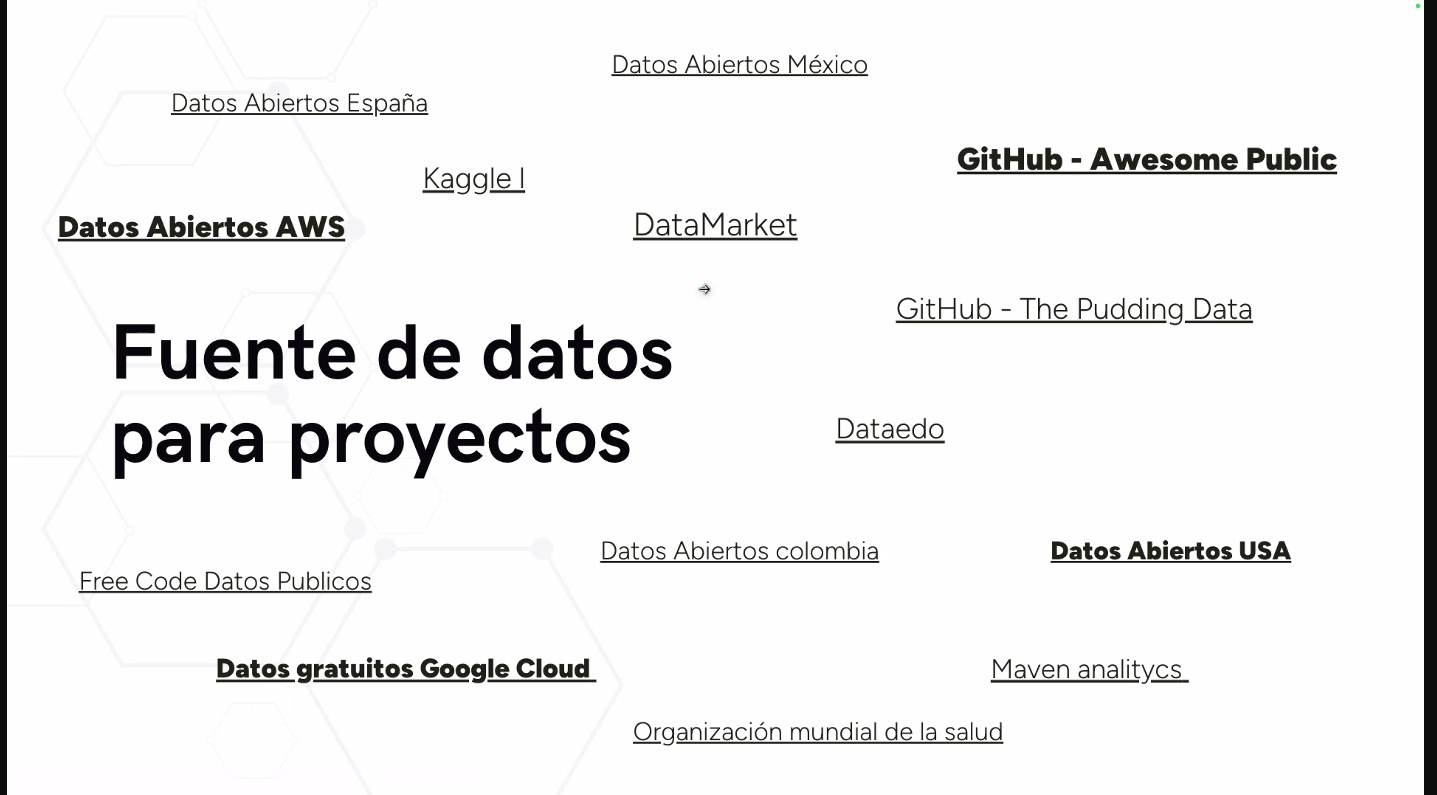 Datos Abiertos México
Datos Abiertos España
GitHub - Awesome Public
Kaggle I
Datos Abiertos AWS
DataMarket
GitHub - The Pudding Data
Fuente de datos
para proyectos
Dataedo
Datos Abiertos colombia
Datos Abiertos USA
Free Code Datos Publicos
Datos gratuitos Google Cloud
Maven analitycs
Organización mundial de la salud